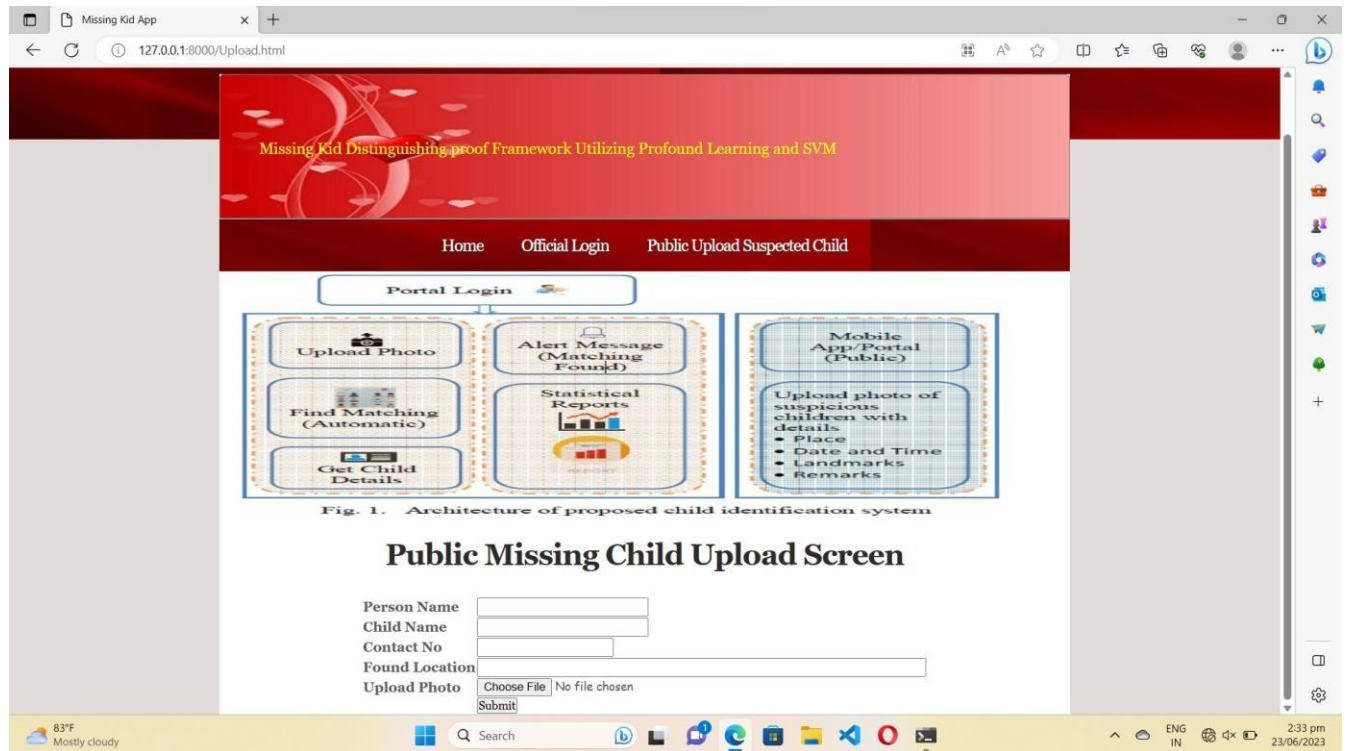 Missing Kid App
127.0.0.1:8000/Upload.html
Missing Kid Distinguishing proof Framework Utilizing Profound Learning and SVM
Home Official Login Public Upload Suspected Child
Portal Login
Upload Photo
Find Matching
(Automatic)
Get Child
Details
Alert Message
(Matching
Found)
Statistical
Reports
REPORT
Mobile
App/Portal
(Public)
Upload photo of
suspicious
children with
details
• Place
• Date and Time
• Landmarks
• Remarks
Fig. 1. Architecture of proposed child identification system
Public Missing Child Upload Screen
Person Name
Child Name
Contact No
Found Location
Upload Photo Choose File No file chosen
Submit
83°F
Mostly cloudy
Search
ENG
IN
2:33 pm
23/06/2023